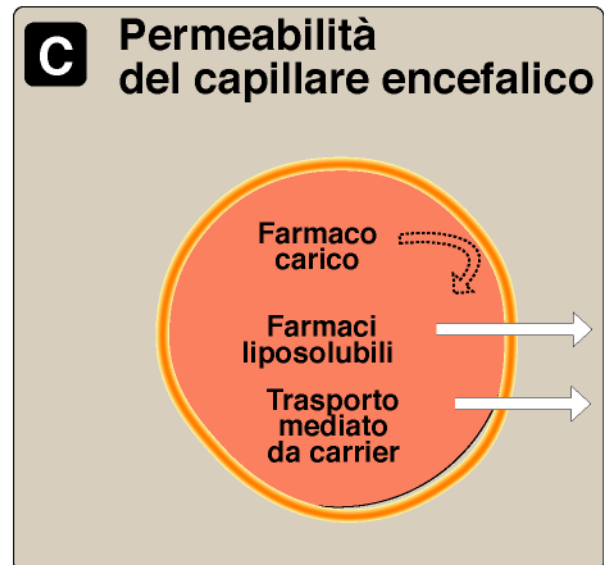 C
Permeabilità
del capillare encefalico
Farmaco
carico
Farmaci
liposolubili
Trasporto
mediato
da carrier